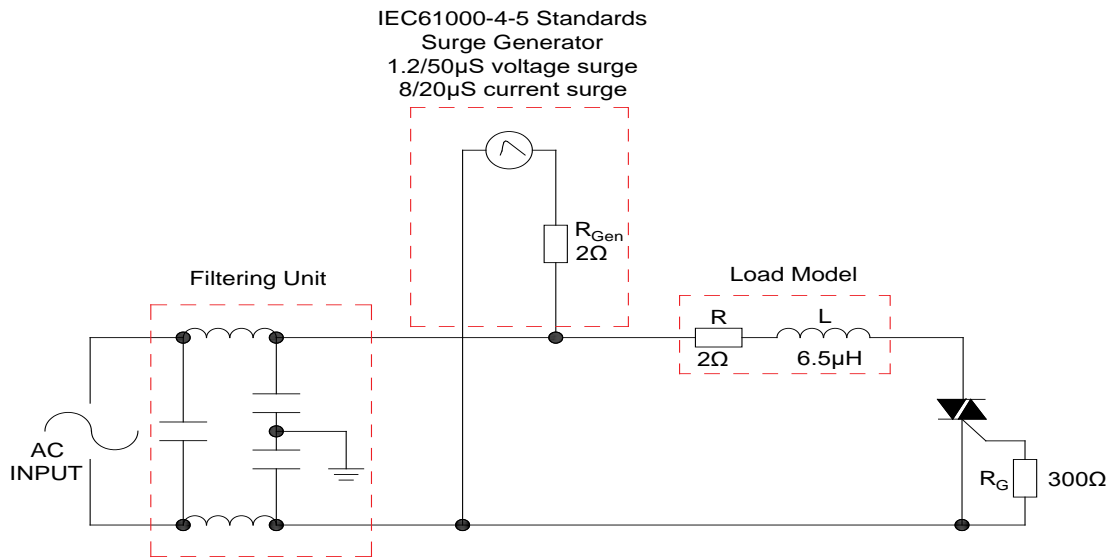 IEC61000-4-5 Standards
Surge Generator
1.2/50µS voltage surge
8/20µS current surge
R_Gen
2Ω
Filtering Unit
Load Model
R
L
2Ω
6.5µH
AC
INPUT
R_G
300Ω